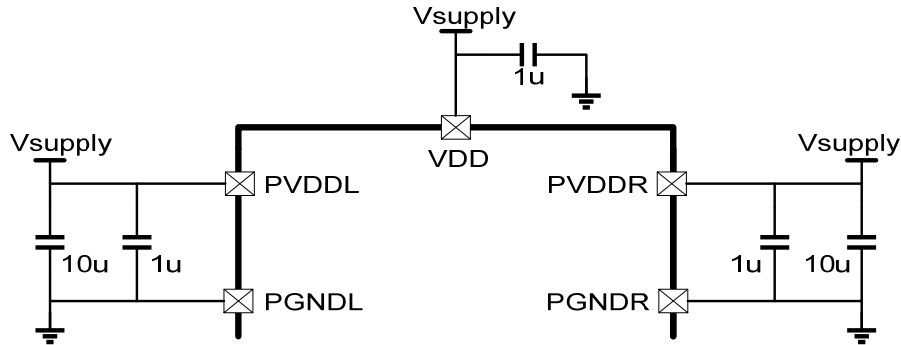 Vsupply
1u
Vsupply
VDD
Vsupply
PVDDL
PVDDR
10u
1u
1u
10u
PGNDL
PGNDR